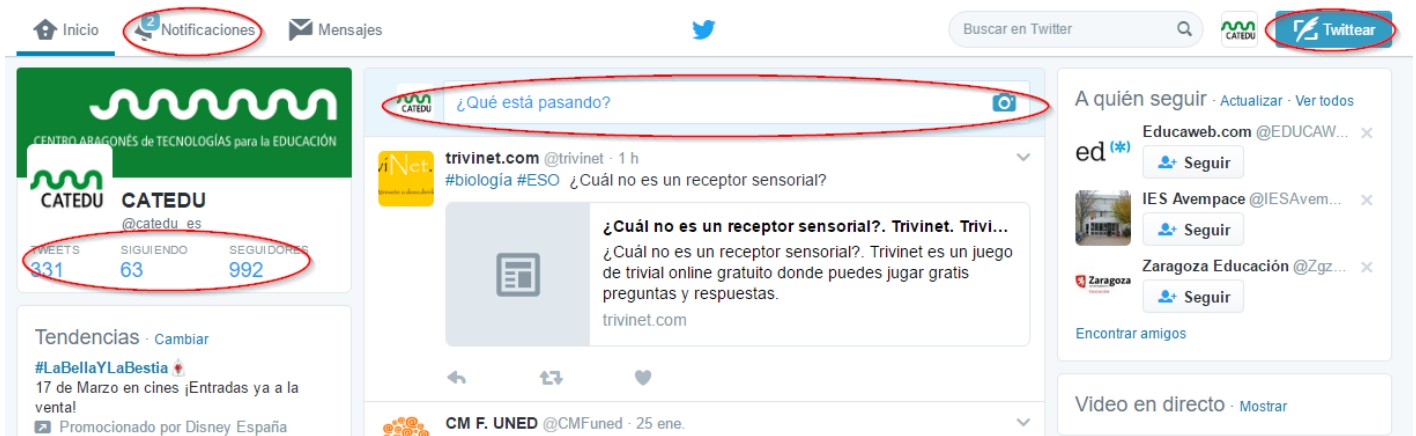 Inicio
2
Notificaciones
Mensajes
Buscar en Twitter
CATEDU
Twittear
CENTRO ARAGONÉS de TECNOLOGÍAS para la EDUCACIÓN
CATEDU
CATEDU
@catedu_es
TWEETS
SIGUIENDO
SEGUIDORES
331
63
992
Tendencias · Cambiar
#LaBellaYLaBestia
17 de Marzo en cines ¡Entradas ya a la
venta!
Promocionado por Disney España
CATEDU
¿Qué está pasando?
viNet.
trivinet.com @trivinet · 1 h
#biología #ESO ¿Cuál no es un receptor sensorial?
¿Cuál no es un receptor sensorial?. Trivinet. Trivi...
¿Cuál no es un receptor sensorial?. Trivinet es un juego
de trivial online gratuito donde puedes jugar gratis
preguntas y respuestas.
trivinet.com
CM F. UNED @CMFuned · 25 ene.
A quién seguir · Actualizar · Ver todos
ed (*)
Educaweb.com @EDUCAW...
Seguir
IES Avempace @IESAvem...
Seguir
Zaragoza
Zaragoza Educación @Zgz...
Seguir
Encontrar amigos
Video en directo · Mostrar